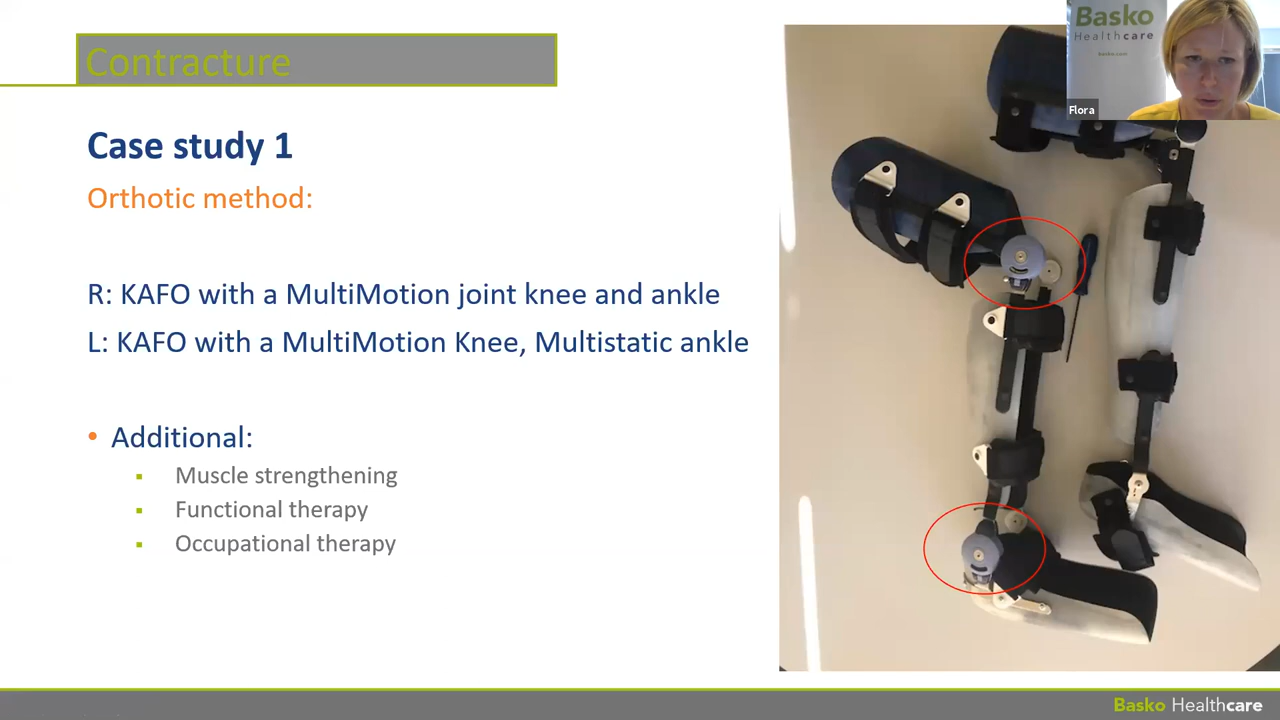 Contracture
Case study 1
Orthotic method:
R: KAFO with a MultiMotion joint knee and ankle
L: KAFO with a MultiMotion Knee, Multistatic ankle
• Additional:
▪ Muscle strengthening
▪ Functional therapy
▪ Occupational therapy
Basko
Healthcare
basko.com
Flora
Basko Healthcare